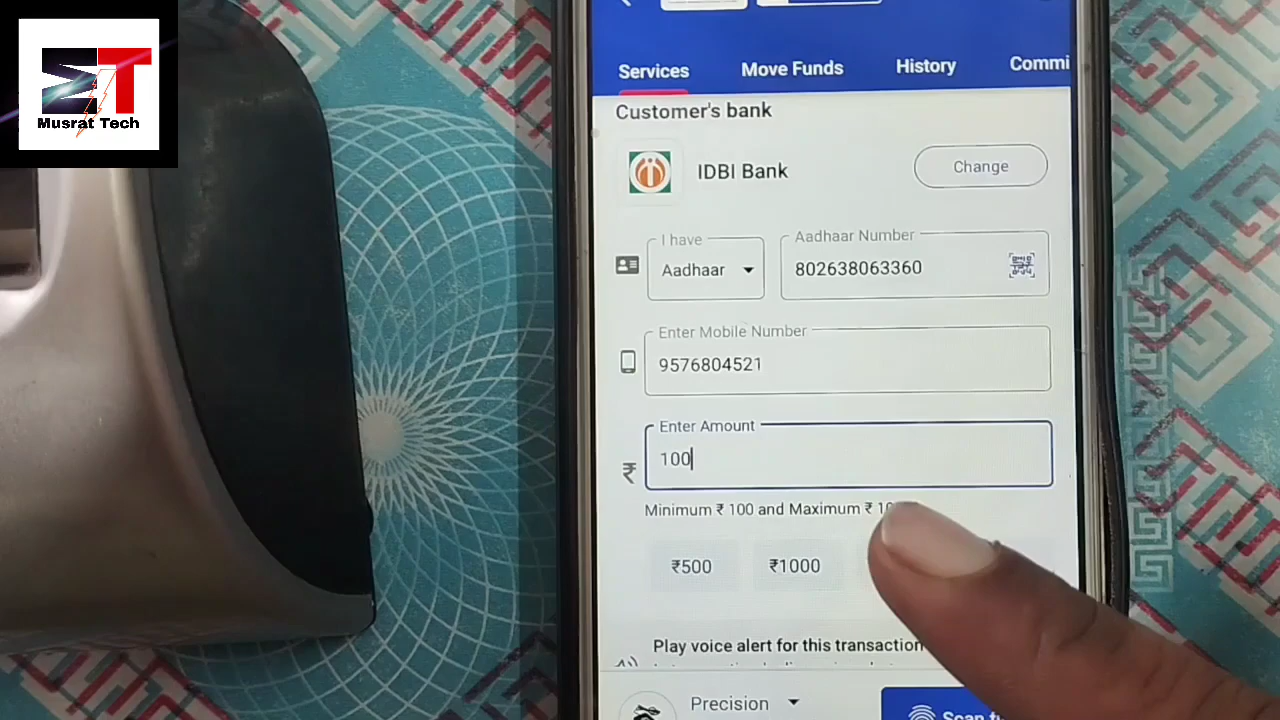 Musrat Tech
Services Move Funds History
Customer's bank
IDBI Bank Change
I have
Aadhaar
Aadhaar Number
802638063360
Enter Mobile Number
9576804521
Enter Amount
₹ 100
Minimum ₹ 100 and Maximum ₹
₹500 ₹1000
Play voice alert for this transaction
Precision